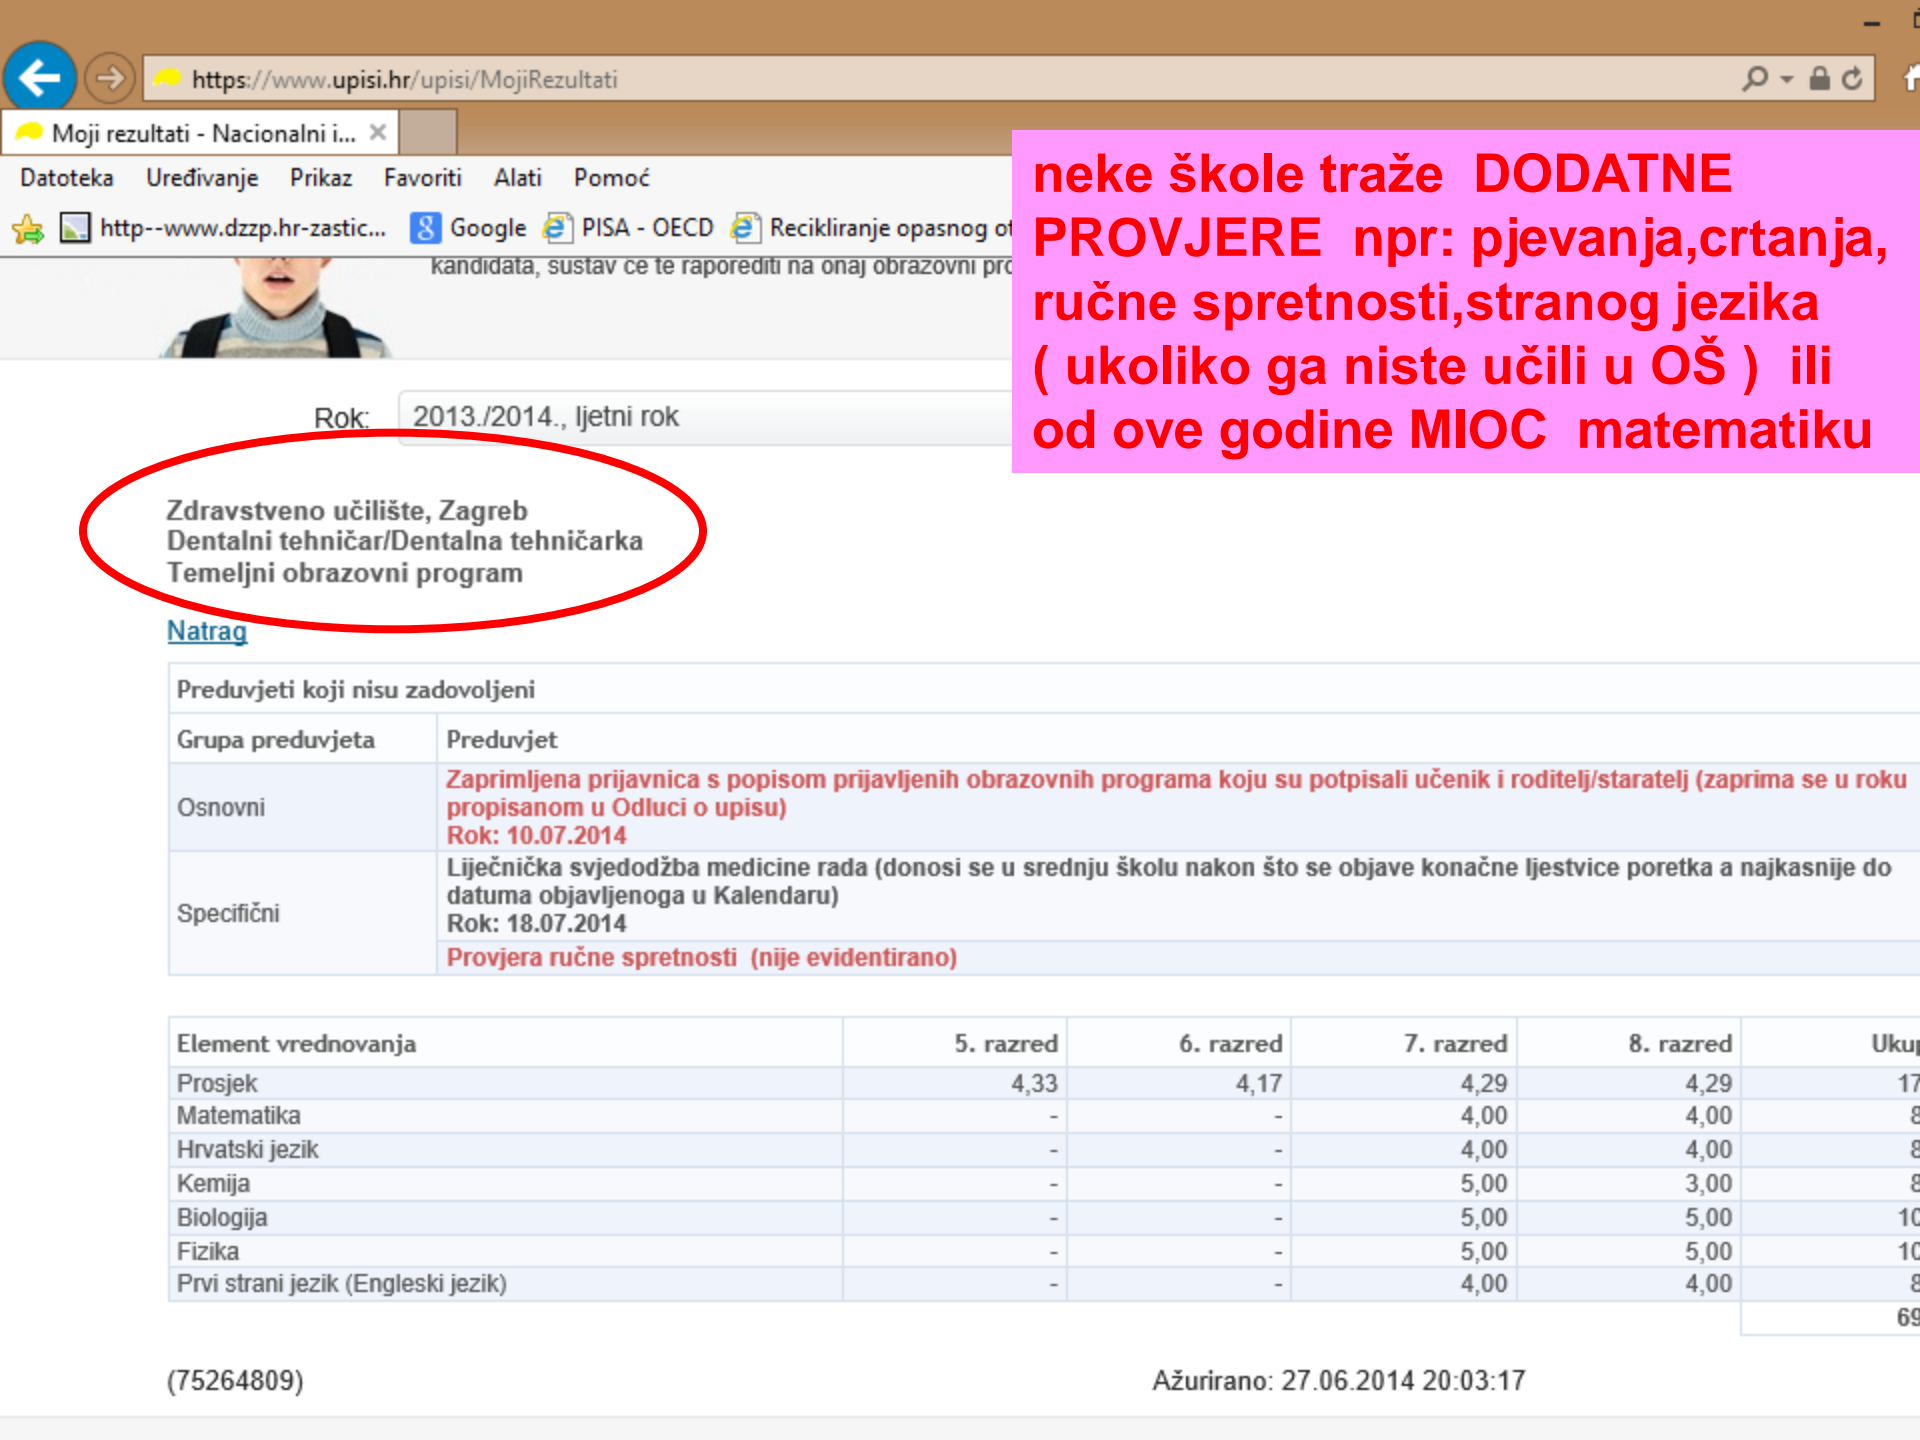 https://www.upisi.hr/upisi/MojiRezultati
Moji rezultati - Nacionalni i...
Datoteka Uređivanje Prikaz Favoriti Alati Pomoć
http--www.dzzp.hr-zastic... Google PISA - OECD Recikliranje opasnog
kandidata, sustav će te raporediti na onaj obrazovni
neke škole traže DODATNE
PROVJERE npr: pjevanja,crtanja,
ručne spretnosti,stranog jezika
( ukoliko ga niste učili u OŠ ) ili
od ove godine MIOC matematiku
Rok: 2013./2014., ljetni rok
Zdravstveno učilište, Zagreb
Dentalni tehničar/Dentalna tehničarka
Temeljni obrazovni program
Natrag
Preduvjeti koji nisu zadovoljeni
Grupa preduvjeta Preduvjet
Osnovni Zaprimljena prijavnica s popisom prijavljenih obrazovnih programa koju su potpisali učenik i roditelj/staratelj (zaprima se u roku
propisanom u Odluci o upisu)
Rok: 10.07.2014
Specifični Liječnička svjedodžba medicine rada (donosi se u srednju školu nakon što se objave konačne ljestvice poretka a najkasnije do
datuma objavljenoga u Kalendaru)
Rok: 18.07.2014
Provjera ručne spretnosti (nije evidentirano)
Element vrednovanja 5. razred 6. razred 7. razred 8. razred
Prosjek 4,33 4,17 4,29 4,29 17
Matematika - - 4,00 4,00 8
Hrvatski jezik - - 4,00 4,00 8
Kemija - - 5,00 3,00 8
Biologija - - 5,00 5,00 10
Fizika - - 5,00 5,00 10
Prvi strani jezik (Engleski jezik) - - 4,00 4,00 8
69
(75264809) Ažurirano: 27.06.2014 20:03:17